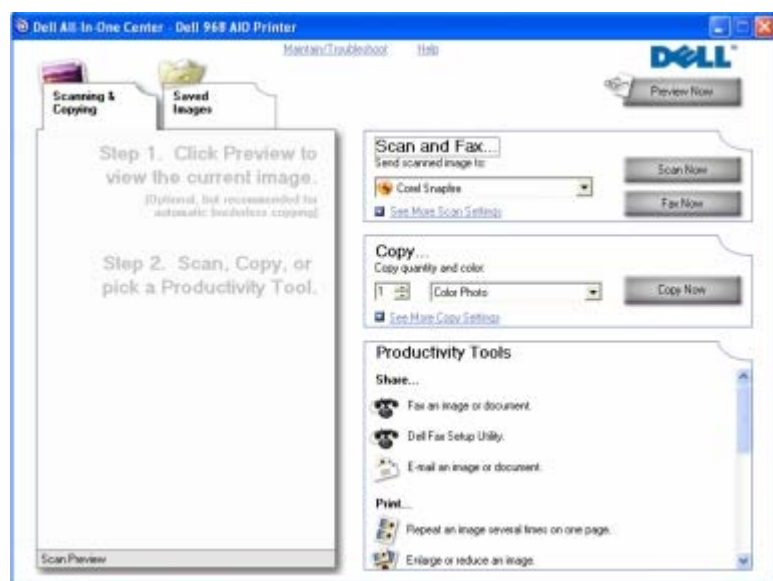 Dell All-In-One Center - Dell 968 AIO Printer
Maintain/Troubleshoot Help
DELL
Preview Now
Scanning &
Copying
Saved
Images
Step 1. Click Preview to
view the current image.
(Optional, but recommended for
automatic borderless copying)
Step 2. Scan, Copy, or
pick a Productivity Tool.
Scan Preview
Scan and Fax...
Send scanned image to:
Corel Snapfire
See More Scan Settings
Scan Now
Fax Now
Copy...
Copy quantity and color.
1 Color Photo
See More Copy Settings
Copy Now
Productivity Tools
Share...
Fax an image or document.
Dell Fax Setup Utility.
E-mail an image or document.
Print...
Repeat an image several times on one page.
Enlarge or reduce an image.